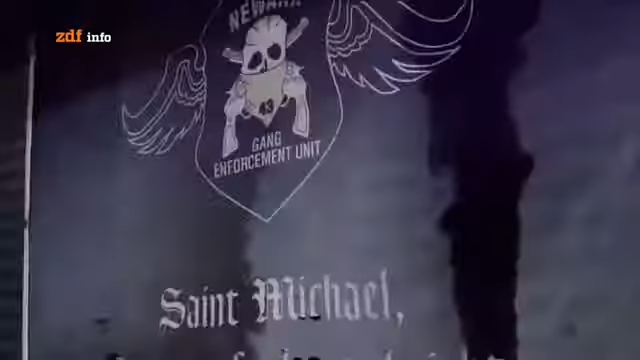 zdf info
NEWARK
43
GANG
ENFORCEMENT UNIT
Saint Michael,